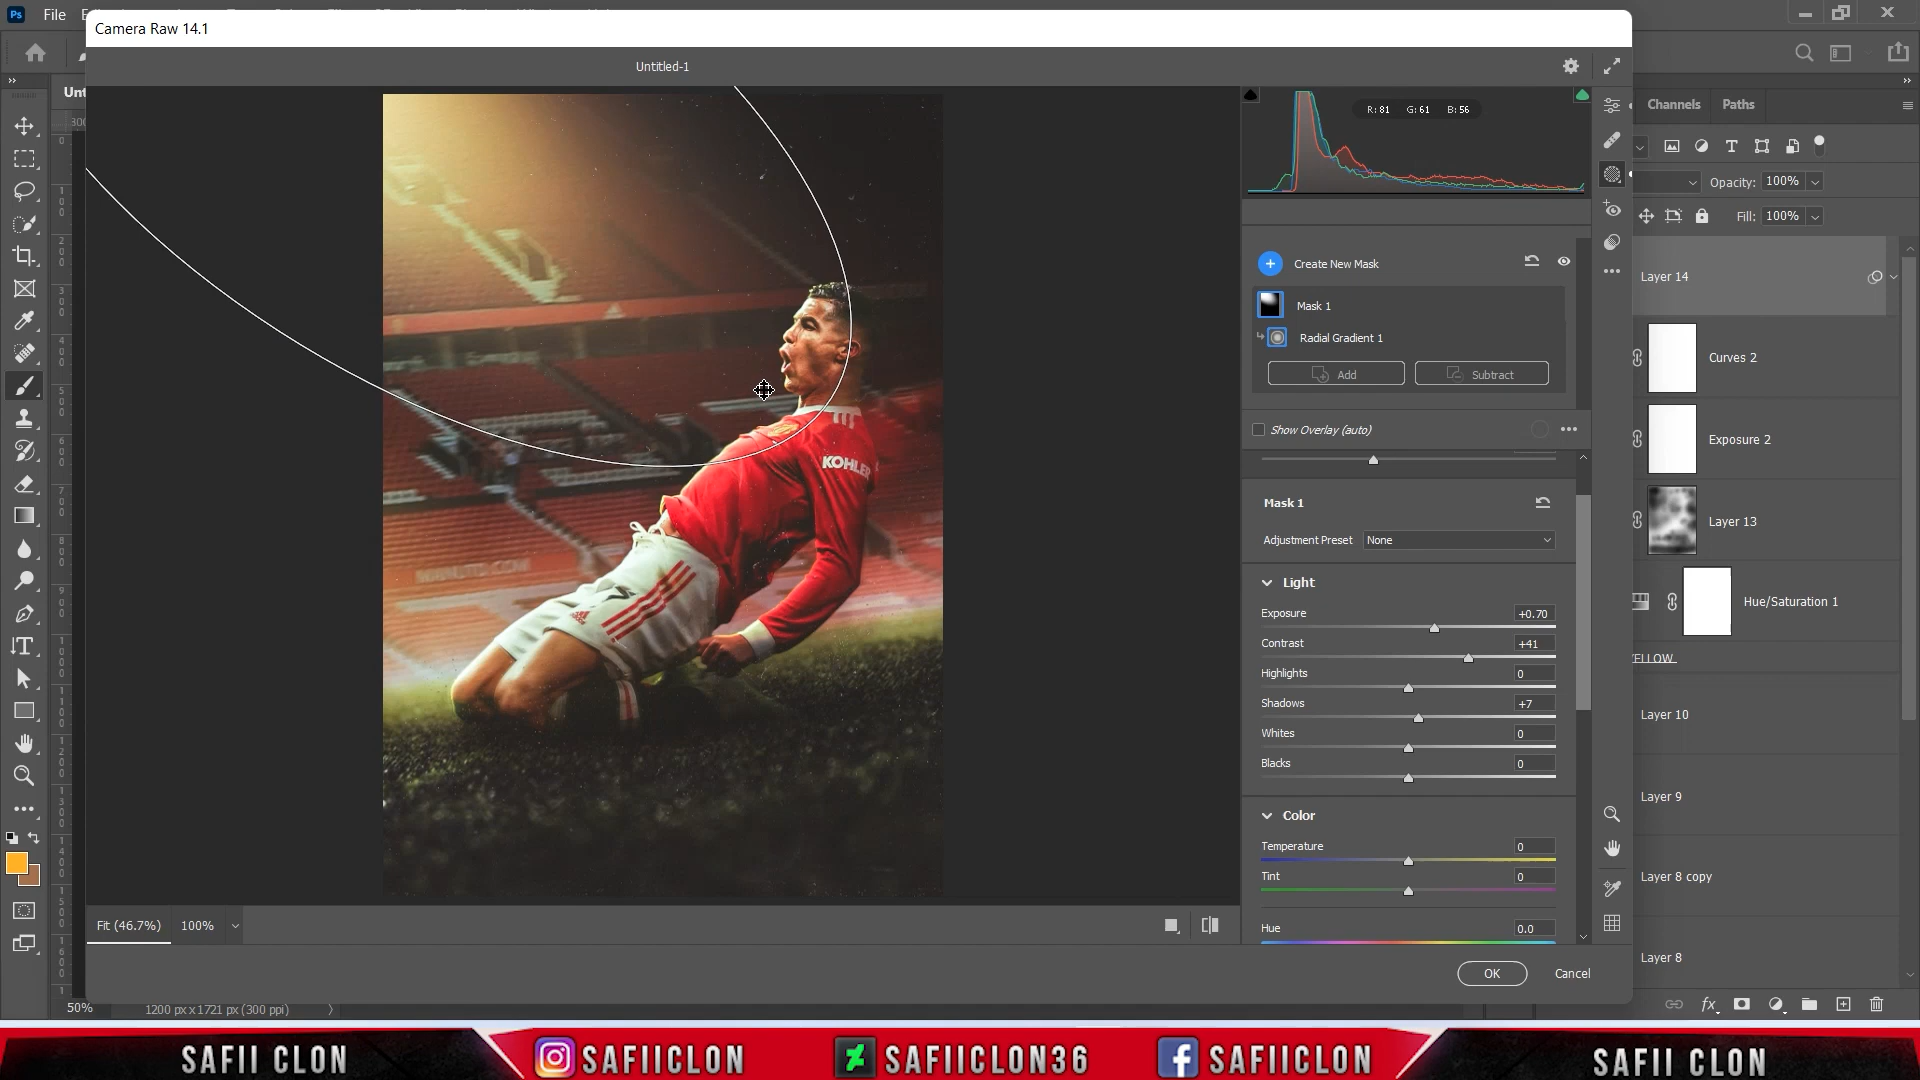 File
Camera Raw 14.1
Untitled-1
R: 81 G: 61 B: 56
Channels
Paths
Opacity: 100%
Fill: 100%
Create New Mask
Mask 1
Radial Gradient 1
Add
Subtract
Show Overlay (auto)
Mask 1
Adjustment Preset None
Light
Exposure +0.70
Contrast +41
Highlights 0
Shadows +7
Whites 0
Blacks 0
Color
Temperature 0
Tint 0
Hue 0.0
OK
Cancel
Layer 14
Curves 2
Exposure 2
Layer 13
Hue/Saturation 1
Layer 10
Layer 9
Layer 8 copy
Layer 8
KOHLER
7
adidas
Fit (46.7%)
100%
50%
1200 px x 1721 px (300 ppi)
SAFII CLON
SAFIICLON
SAFIICLON36
SAFIICLON
SAFII CLON